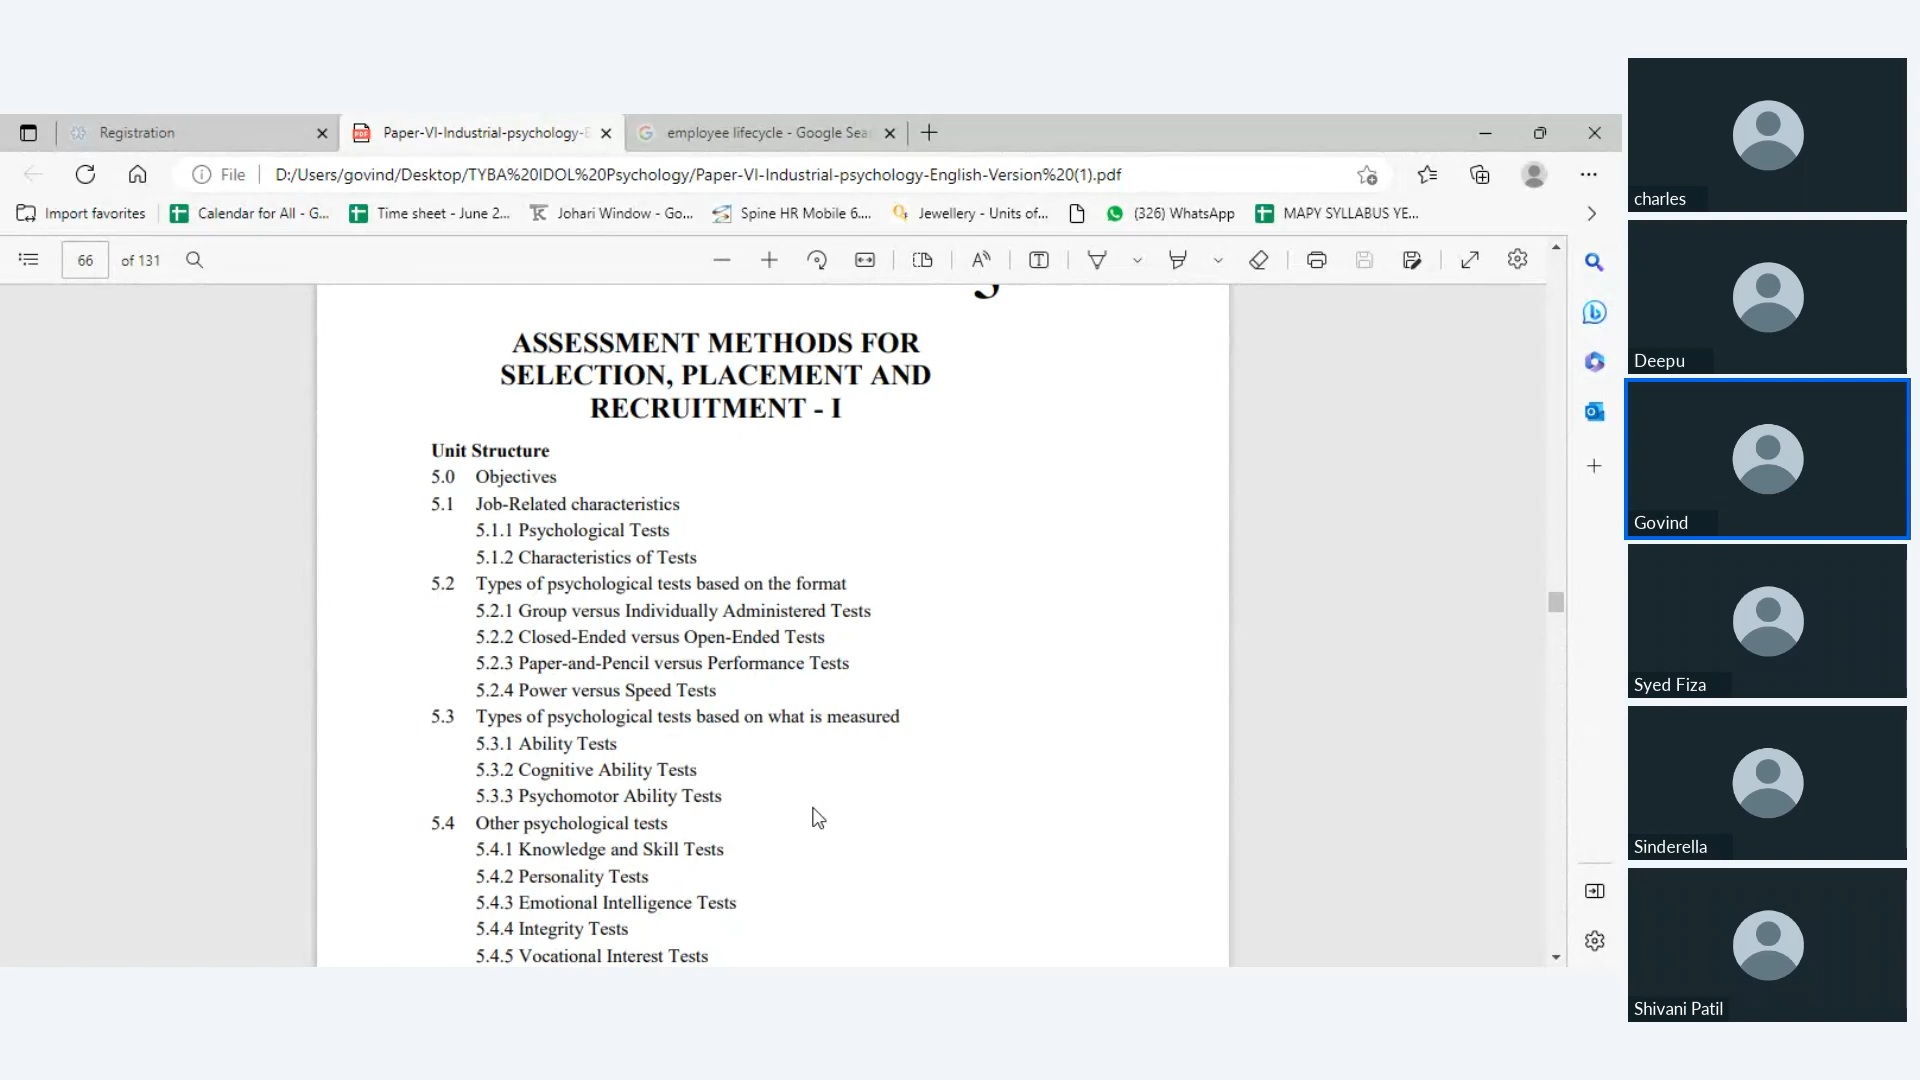 Registration
Paper-VI-Industrial-psychology-E
employee lifecycle - Google Sea
File
D:/Users/govind/Desktop/TYBA%20IDOL%20Psychology/Paper-VI-Industrial-psychology-English-Version%20(1).pdf
Import favorites
Calendar for All - G...
Time sheet - June 2...
Johari Window - Go...
Spine HR Mobile 6....
Jewellery - Units of...
(326) WhatsApp
MAPY SYLLABUS YE...
66 of 131
ASSESSMENT METHODS FOR
SELECTION, PLACEMENT AND
RECRUITMENT - I
Unit Structure
5.0 Objectives
5.1 Job-Related characteristics
5.1.1 Psychological Tests
5.1.2 Characteristics of Tests
5.2 Types of psychological tests based on the format
5.2.1 Group versus Individually Administered Tests
5.2.2 Closed-Ended versus Open-Ended Tests
5.2.3 Paper-and-Pencil versus Performance Tests
5.2.4 Power versus Speed Tests
5.3 Types of psychological tests based on what is measured
5.3.1 Ability Tests
5.3.2 Cognitive Ability Tests
5.3.3 Psychomotor Ability Tests
5.4 Other psychological tests
5.4.1 Knowledge and Skill Tests
5.4.2 Personality Tests
5.4.3 Emotional Intelligence Tests
5.4.4 Integrity Tests
5.4.5 Vocational Interest Tests
charles
Deepu
Govind
Syed Fiza
Sinderella
Shivani Patil